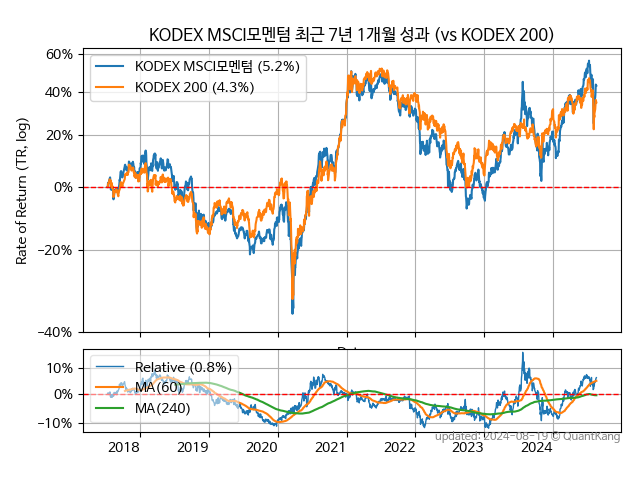 KODEX MSCI모멘텀 최근 7년 1개월 성과 (vs KODEX 200)
60%
40%
20%
0%
−20%
−40%
Rate of Return (TR, log)
KODEX MSCI모멘텀 (5.2%)
KODEX 200 (4.3%)
10%
0%
−10%
Relative (0.8%)
MA(60)
MA(240)
2018
2019
2020
2021
2022
2023
2024
updated: 2024-08-19 © QuantKang